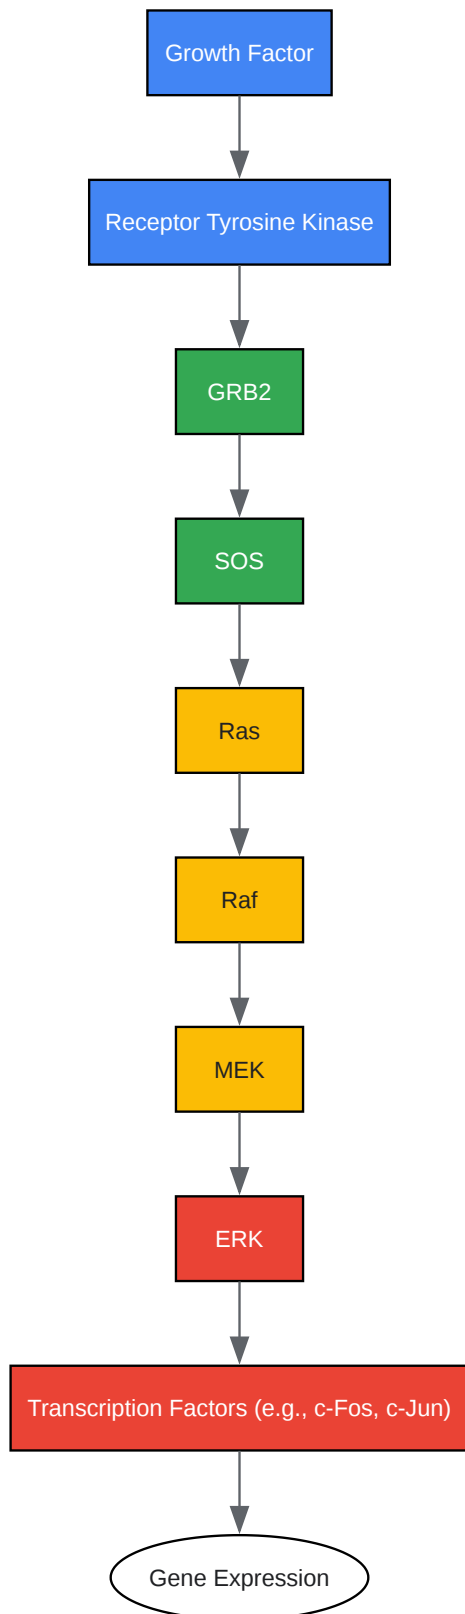 Growth Factor
Receptor Tyrosine Kinase
GRB2
SOS
Ras
Raf
MEK
ERK
Transcription Factors (e.g., c-Fos, c-Jun)
Gene Expression